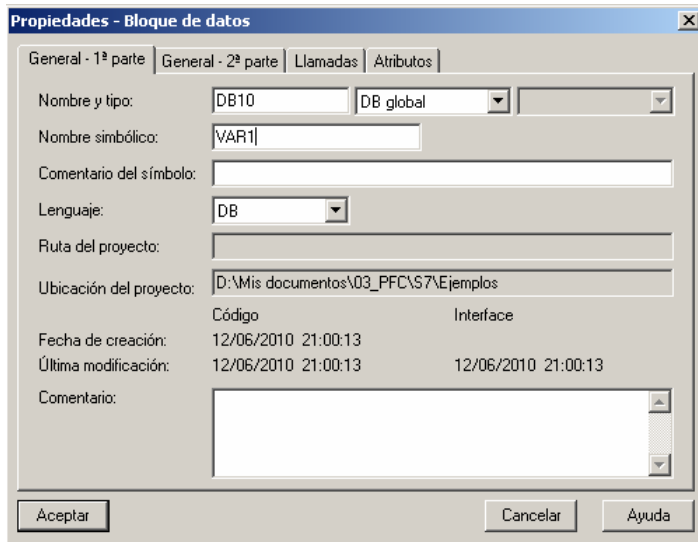 Propiedades - Bloque de datos
General - 1ª parte General - 2ª parte Llamadas Atributos
Nombre y tipo: DB10 DB global
Nombre simbólico: VAR1
Comentario del símbolo:
Lenguaje: DB
Ruta del proyecto:
Ubicación del proyecto: D:\Mis documentos\03_PFC\S7\Ejemplos
Código Interface
Fecha de creación: 12/06/2010 21:00:13
Última modificación: 12/06/2010 21:00:13 12/06/2010 21:00:13
Comentario:
Aceptar Cancelar Ayuda